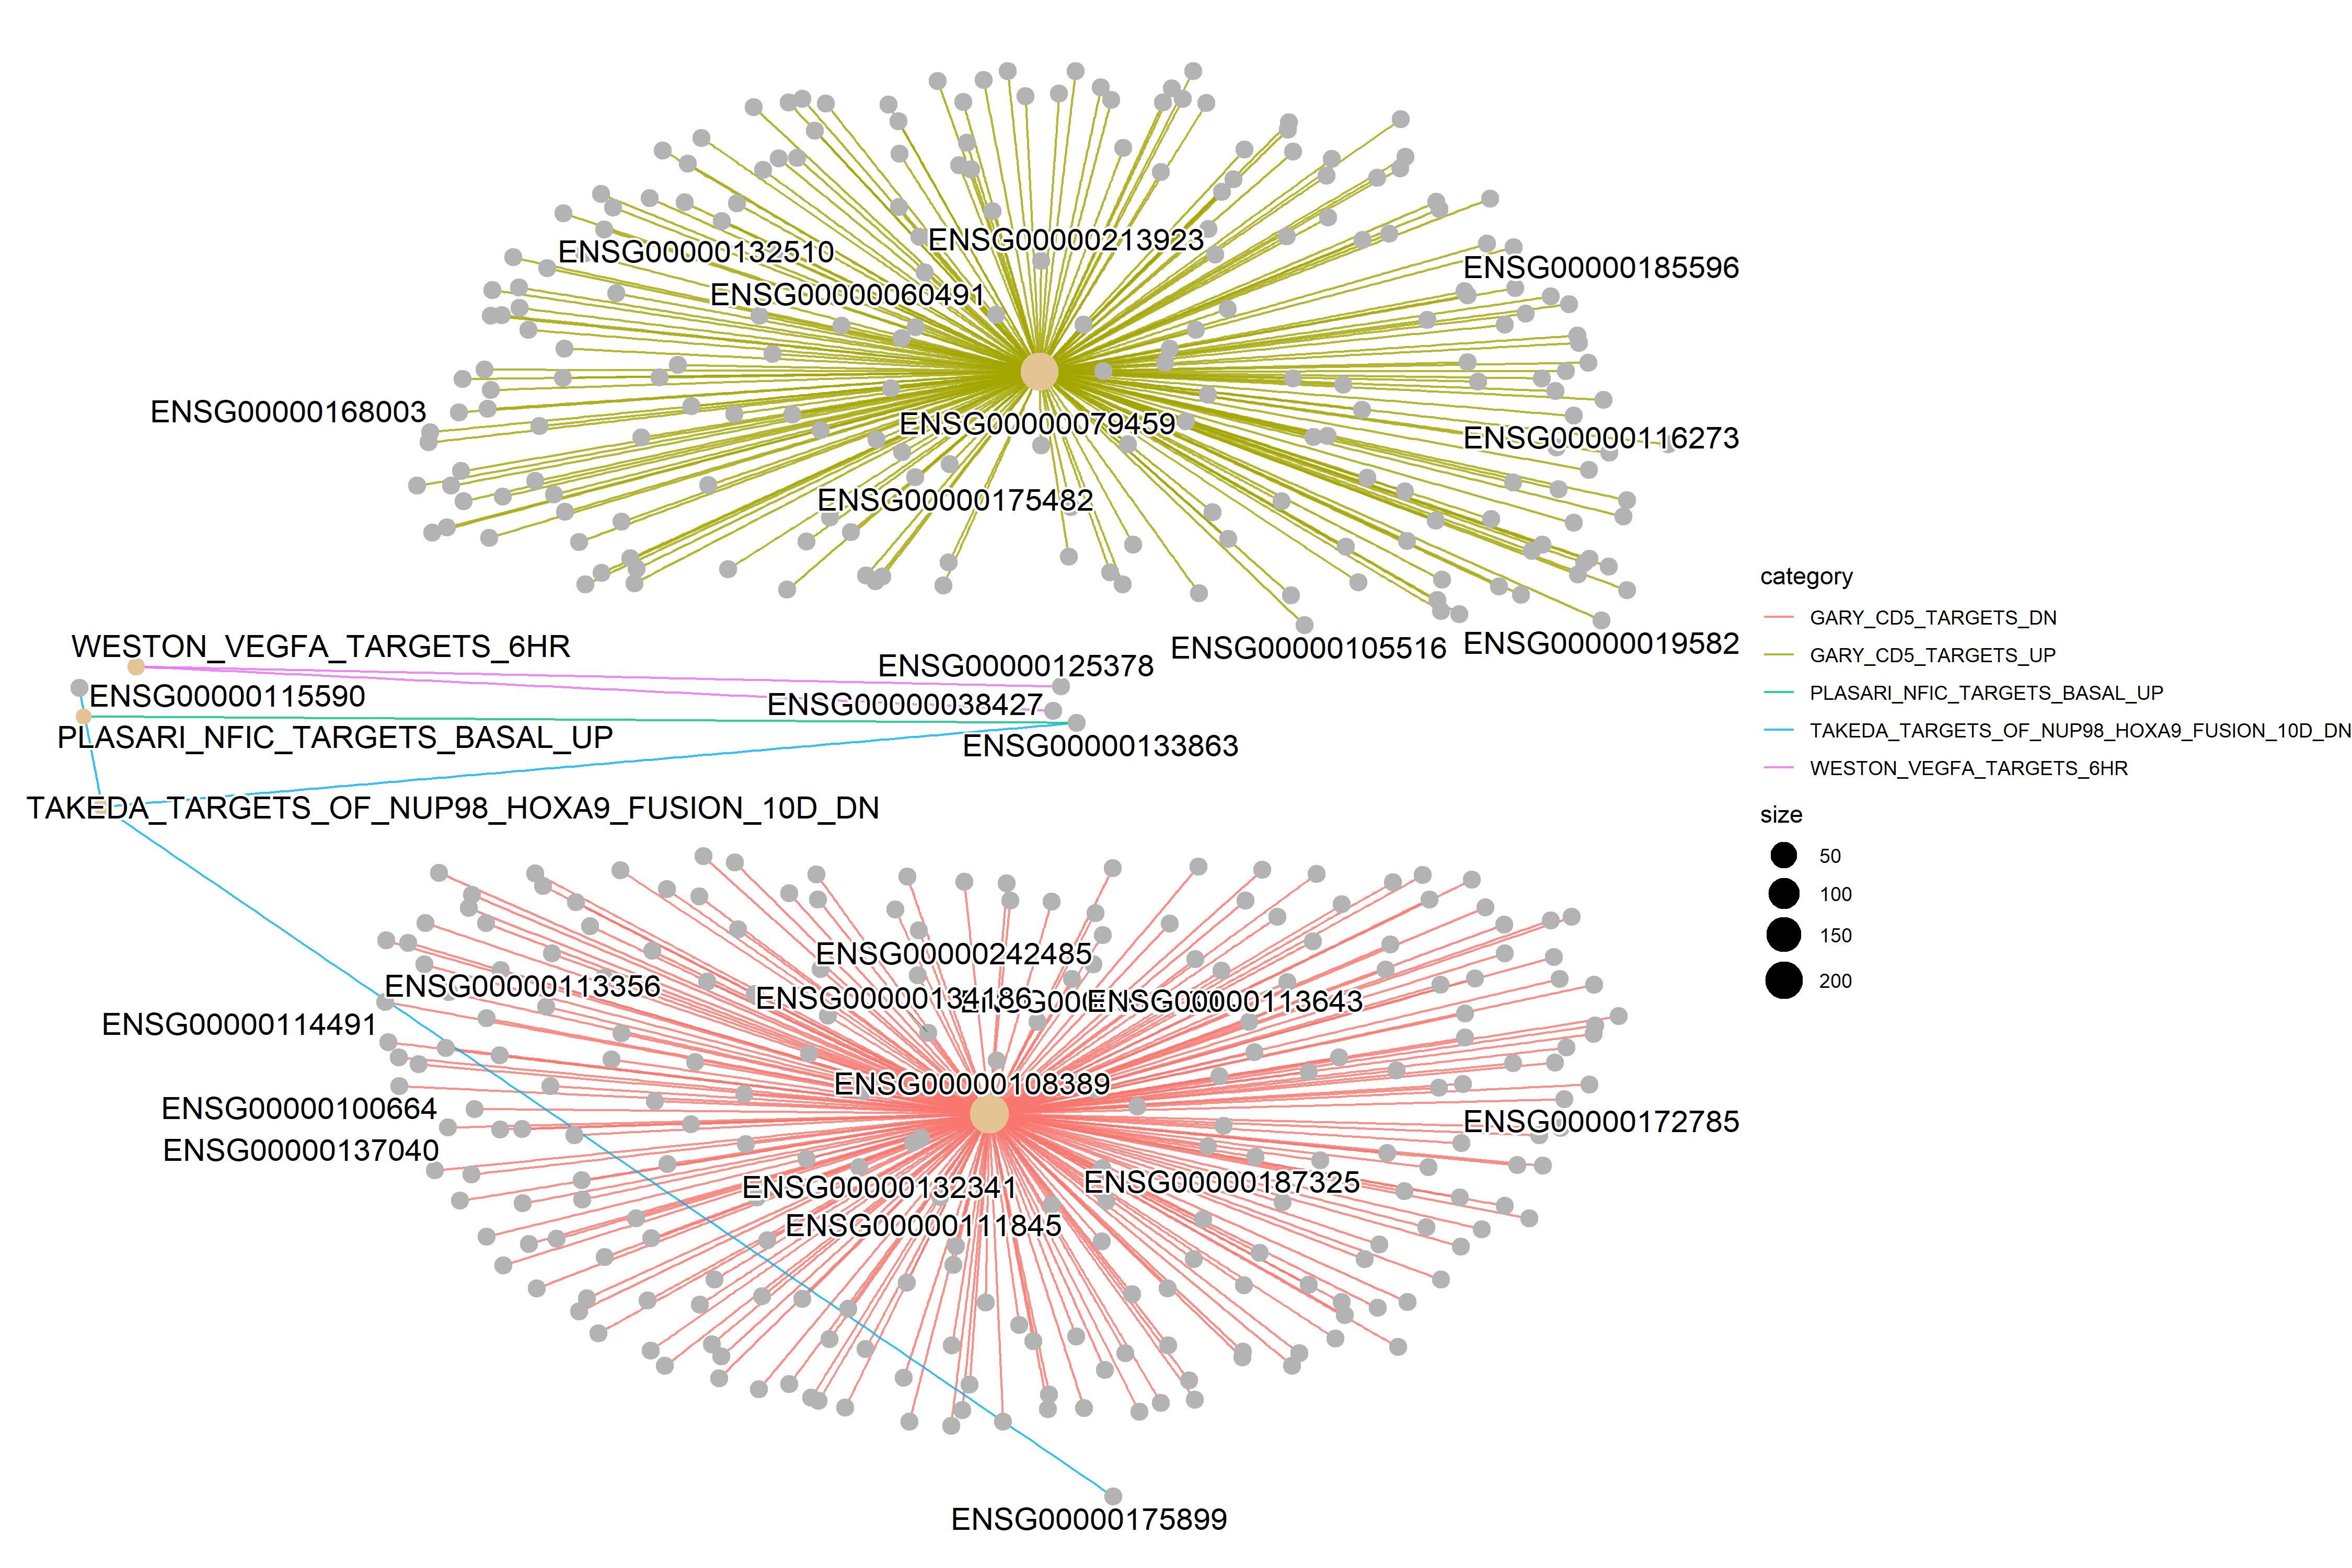 ENSG00000132510
ENSG00000213923
ENSG00000185596
ENSG00000060491
ENSG00000168003
ENSG00000079459
ENSG00000116273
ENSG00000175482
WESTON_VEGFA_TARGETS_6HR
ENSG00000105516
ENSG00000019582
ENSG00000125378
ENSG00000115590
ENSG00000038427
PLASARI_NFIC_TARGETS_BASAL_UP
ENSG00000133863
TAKEDA_TARGETS_OF_NUP98_HOXA9_FUSION_10D_DN
ENSG00000242485
ENSG00000113356
ENSG00000134186
ENSG00000113643
ENSG00000114491
ENSG00000108389
ENSG00000100664
ENSG00000172785
ENSG00000137040
ENSG00000132341
ENSG00000187325
ENSG00000111845
ENSG00000175899
category
GARY_CD5_TARGETS_DN
GARY_CD5_TARGETS_UP
PLASARI_NFIC_TARGETS_BASAL_UP
TAKEDA_TARGETS_OF_NUP98_HOXA9_FUSION_10D_DN
WESTON_VEGFA_TARGETS_6HR
size
50
100
150
200